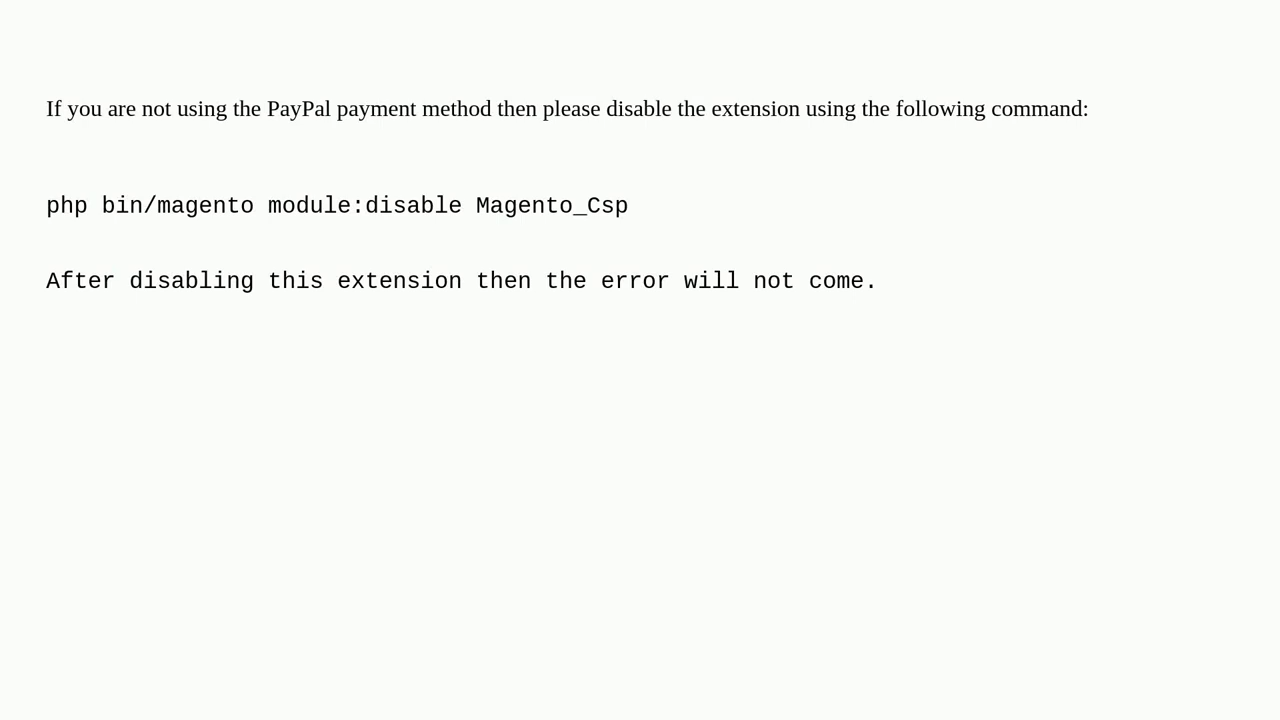 If you are not using the PayPal payment method then please disable the extension using the following command:
php bin/magento module:disable Magento_Csp
After disabling this extension then the error will not come.